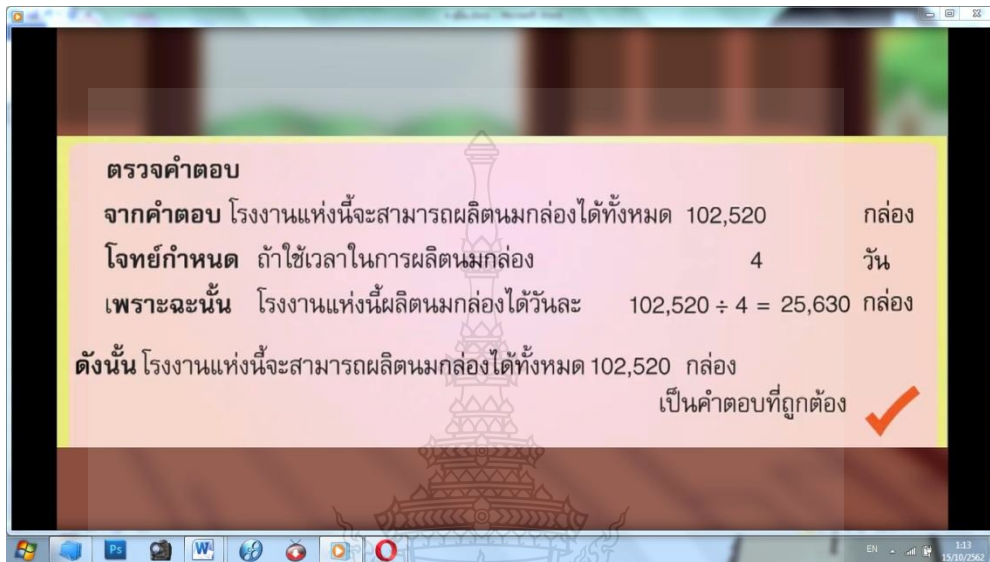 ตรวจคำตอบ
จากคำตอบ โรงงานแห่งนี้จะสามารถผลิตนมกล่องได้ทั้งหมด 102,520 กล่อง
โจทย์กำหนด ถ้าใช้เวลาในการผลิตนมกล่อง 4 วัน
เพราะฉะนั้น โรงงานแห่งนี้ผลิตนมกล่องได้วันละ 102,520 ÷ 4 = 25,630 กล่อง
ดังนั้น โรงงานแห่งนี้จะสามารถผลิตนมกล่องได้ทั้งหมด 102,520 กล่อง
เป็นคำตอบที่ถูกต้อง
Ps W EN 1:13
15/10/2562